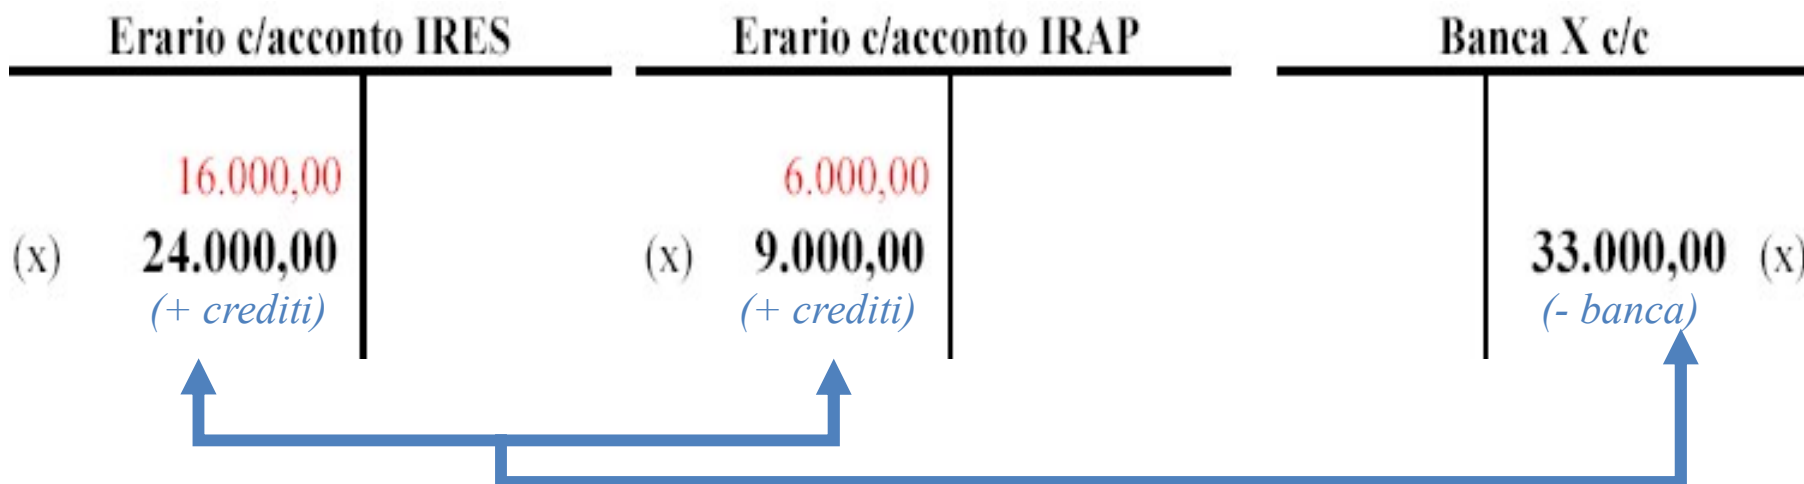 Erario c/acconto IRES Erario c/acconto IRAP Banca X c/c
16.000,00 6.000,00
(x) 24.000,00 (x) 9.000,00 33.000,00 (x)
(+ crediti) (+ crediti) (- banca)